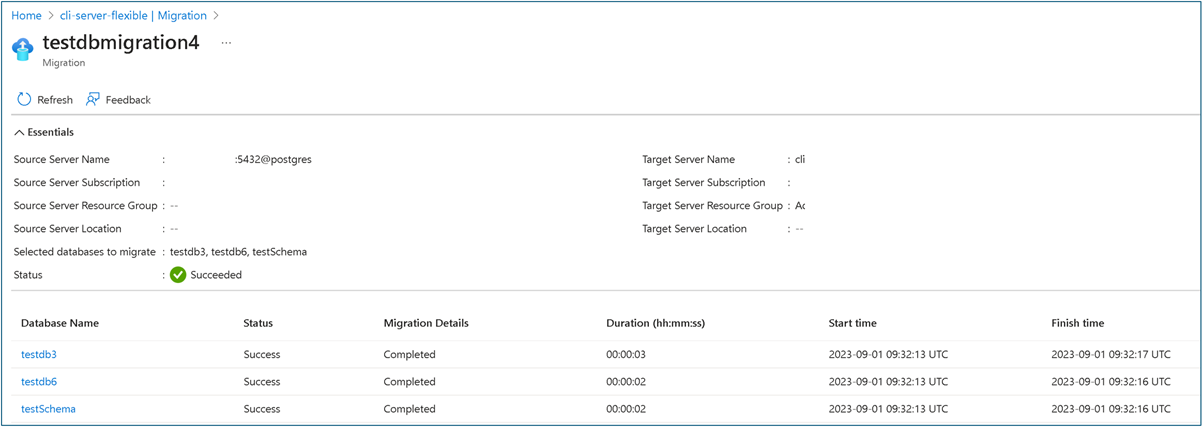 Home > cli-server-flexible | Migration >
testdbmigration4 ...
Migration
Refresh Feedback
Essentials
Source Server Name : :5432@postgres Target Server Name : cli
Source Server Subscription : Target Server Subscription :
Source Server Resource Group : -- Target Server Resource Group : Ac
Source Server Location : -- Target Server Location : --
Selected databases to migrate : testdb3, testdb6, testSchema
Status : Succeeded
Database Name Status Migration Details Duration (hh:mm:ss) Start time Finish time
testdb3 Success Completed 00:00:03 2023-09-01 09:32:13 UTC 2023-09-01 09:32:17 UTC
testdb6 Success Completed 00:00:02 2023-09-01 09:32:13 UTC 2023-09-01 09:32:16 UTC
testSchema Success Completed 00:00:02 2023-09-01 09:32:13 UTC 2023-09-01 09:32:16 UTC